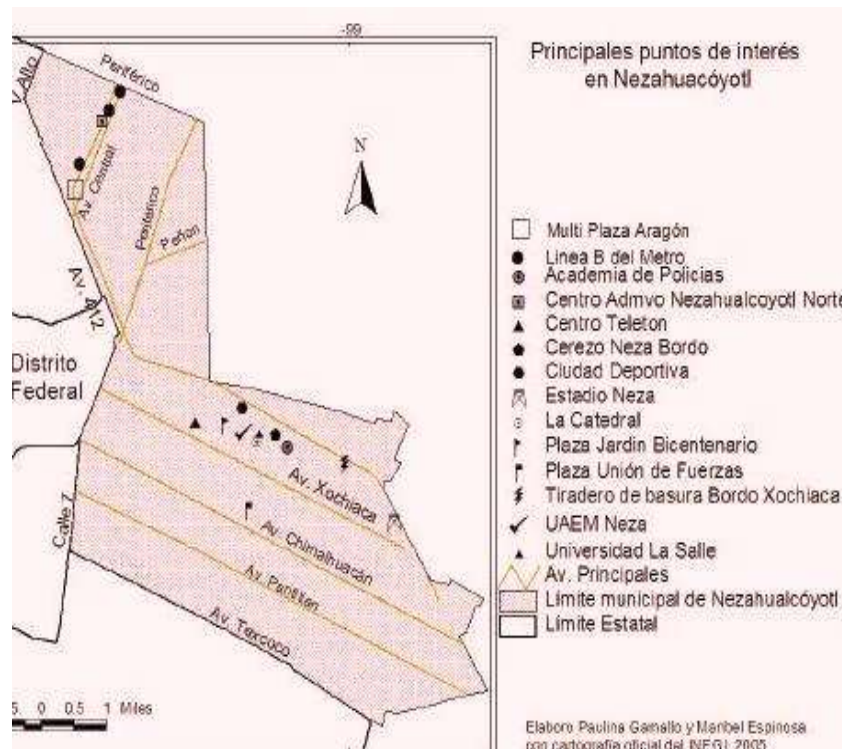 -99
Principales puntos de interés
en Nezahuacóyotl
Periférico
Av. Central
Periferico
Peñon
N
Av. 412
Distrito
Federal
Calle 7
Av. Xochiaca
Av. Chimalhuacán
Av. Pantitlan
Av. Texcoco
Multi Plaza Aragón
Linea B del Metro
Academia de Policias
Centro Admvo Nezahualcoyotl Norte
Centro Teleton
Cerezo Neza Bordo
Ciudad Deportiva
Estadio Neza
La Catedral
Plaza Jardin Bicentenario
Plaza Unión de Fuerzas
Tiradero de basura Bordo Xochiaca
UAEM Neza
Universidad La Salle
Av. Principales
Límite municipal de Nezahualcóyotl
Límite Estatal
0 0.5 1 Miles
Elaboro Paulina Gamallo y Maribel Espinosa
con cartografia oficial del INEGI, 2005